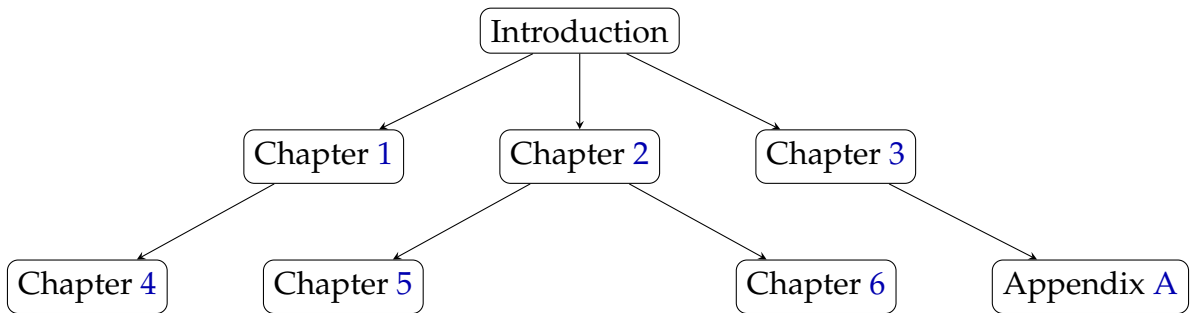 Introduction
Chapter 1
Chapter 2
Chapter 3
Chapter 4
Chapter 5
Chapter 6
Appendix A